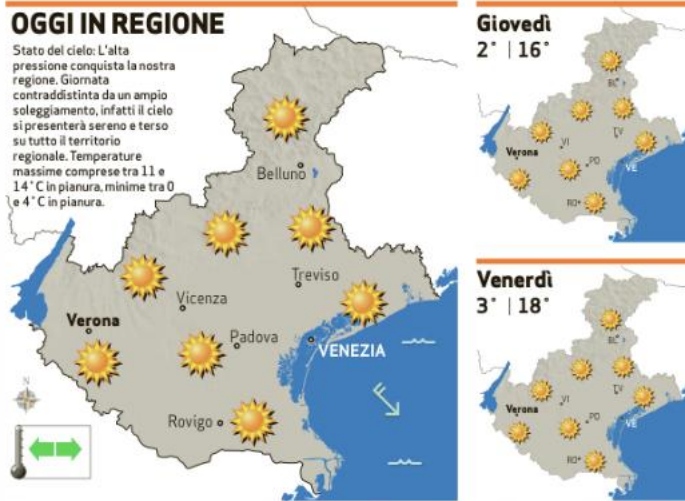 OGGI IN REGIONE
Stato del cielo: L'alta
pressione conquista la nostra
regione. Giornata
contraddistinta da un ampio
soleggiamento, infatti il cielo
si presenterà sereno e terso
su tutto il territorio
regionale. Temperature
massime comprese tra 11 e
14°C in pianura, minime tra 0
e 4°C in pianura.
Belluno
Treviso
Vicenza
Verona
Padova
VENEZIA
Rovigo
N
Giovedì
2° | 16°
BL
TV
VI
Verona
PD
VE
RO
Venerdì
3° | 18°
BL
TV
VI
Verona
PD
VE
RO